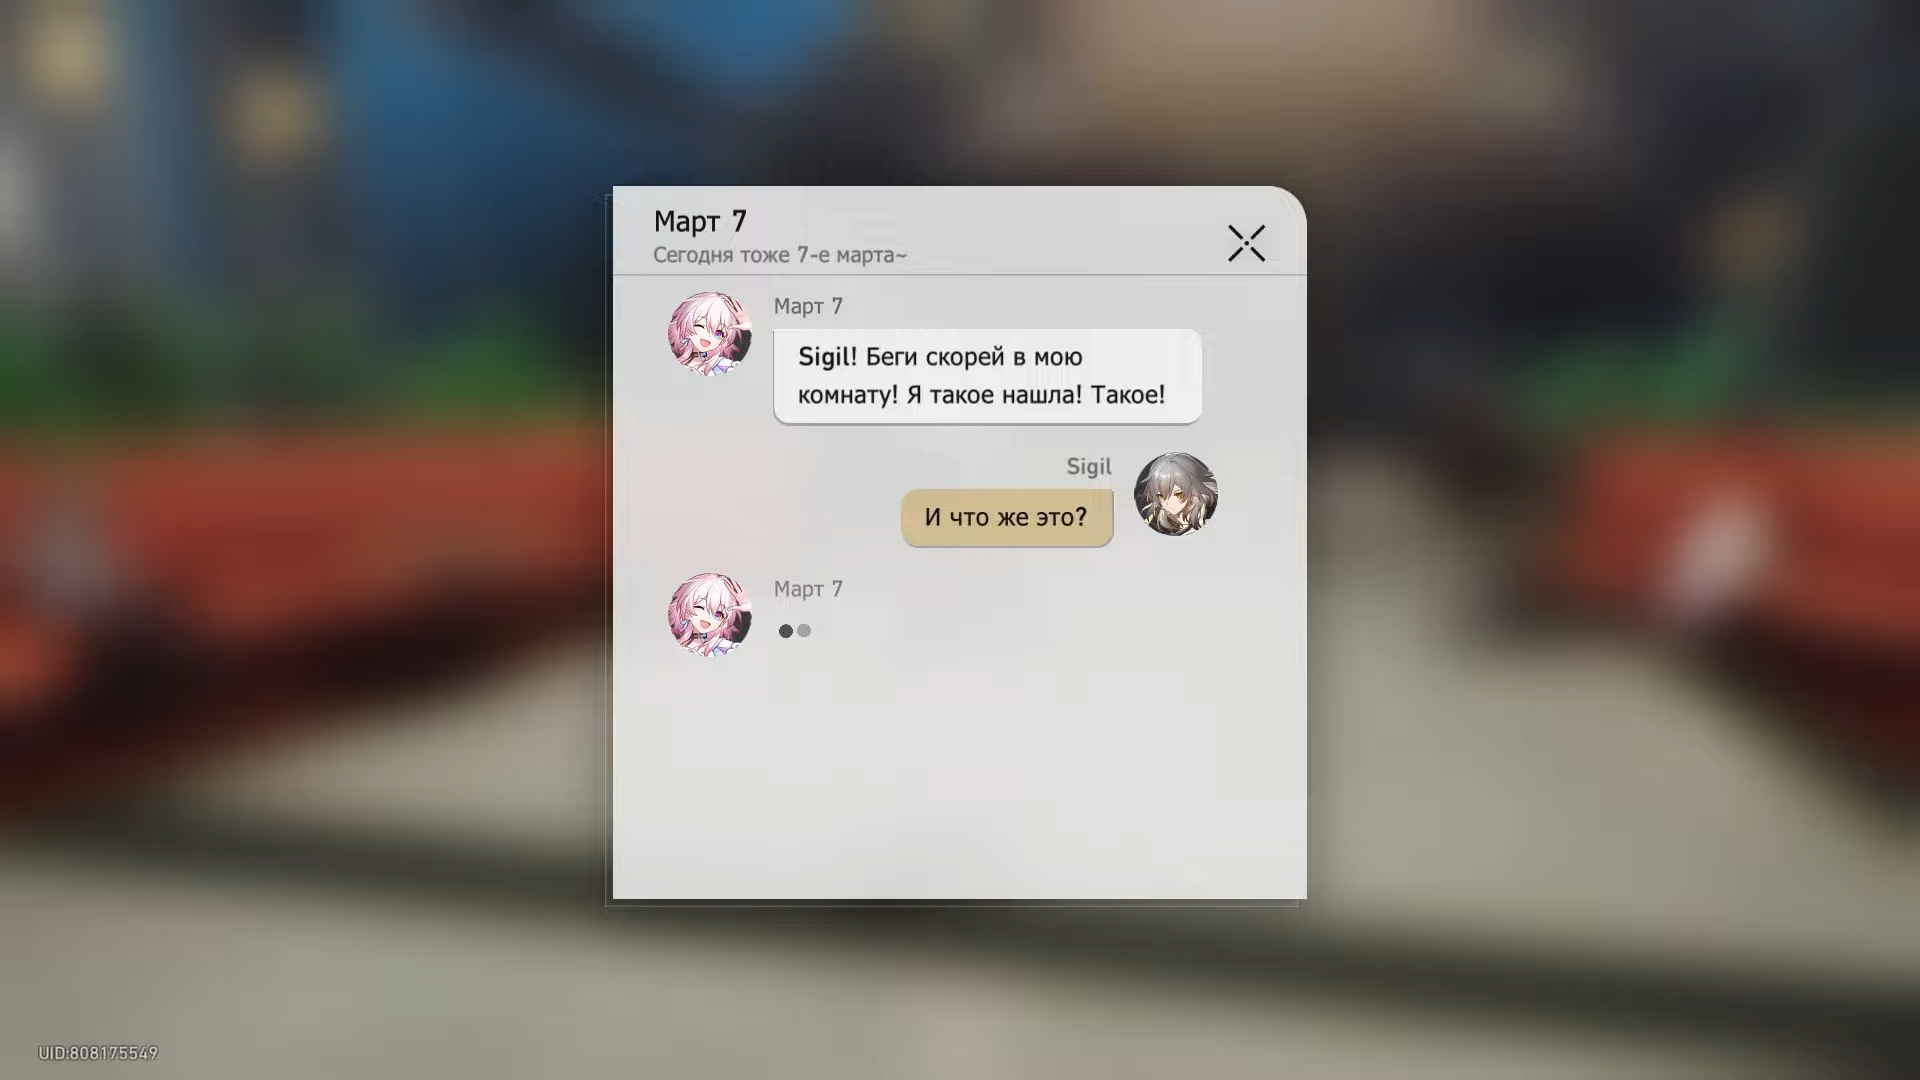 Март 7
Сегодня тоже 7-е марта~
Март 7
Sigil! Беги скорей в мою
комнату! Я такое нашла! Такое!
Sigil
И что же это?
Март 7
UID:808175549